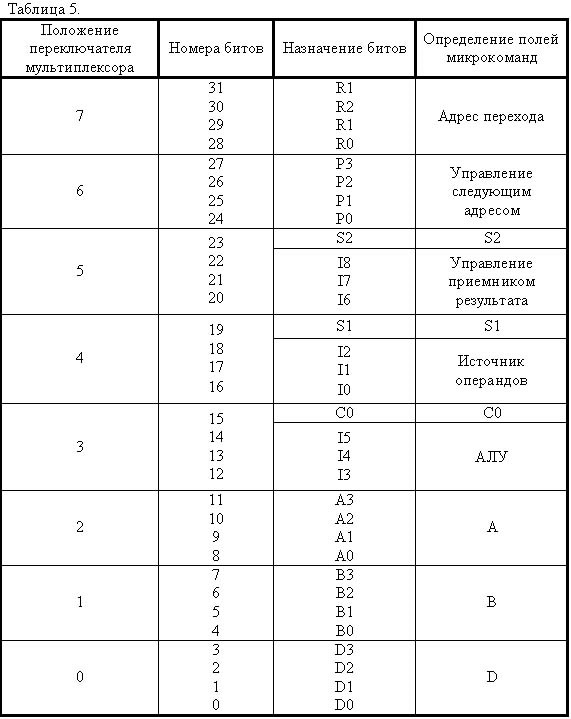 Таблица 5.
Положение переключателя мультиплексора | Номера битов | Назначение битов | Определение полей микрокоманд
7 | 31 | R1 | Адрес перехода
30 | R2
29 | R1
28 | R0
6 | 27 | P3 | Управление следующим адресом
26 | P2
25 | P1
24 | P0
5 | 23 | S2 | S2
22 | I8 | Управление приемником результата
21 | I7
20 | I6
4 | 19 | S1 | S1
18 | I2 | Источник операндов
17 | I1
16 | I0
3 | 15 | C0 | C0
14 | I5 | АЛУ
13 | I4
12 | I3
2 | 11 | A3 | A
10 | A2
9 | A1
8 | A0
1 | 7 | B3 | B
6 | B2
5 | B1
4 | B0
0 | 3 | D3 | D
2 | D2
1 | D1
0 | D0